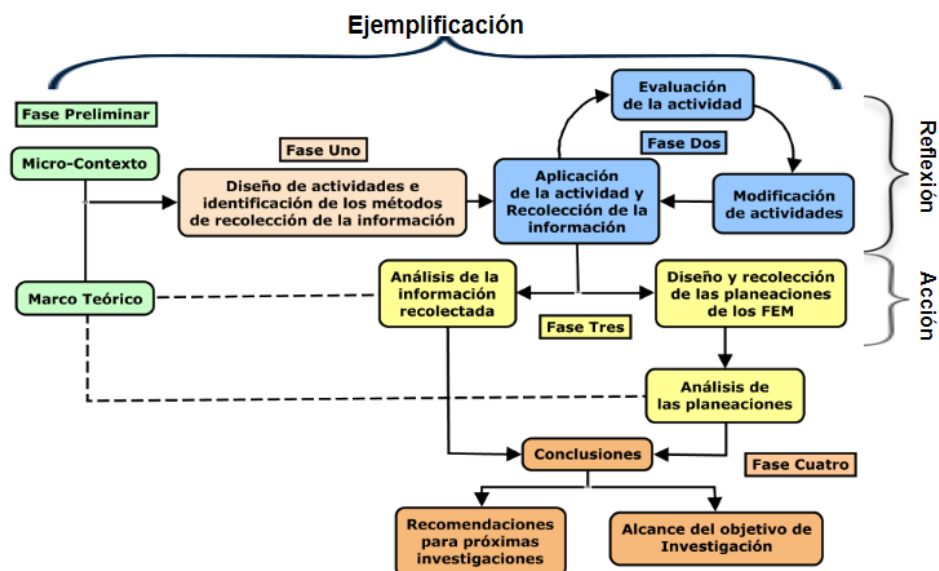 Ejemplificación
Fase Preliminar
Micro-Contexto
Marco Teórico
Fase Uno
Diseño de actividades e
identificación de los métodos
de recolección de la información
Evaluación
de la actividad
Fase Dos
Aplicación
de la actividad y
Recolección de la
información
Modificación
de actividades
Reflexión
Análisis de la
información
recolectada
Fase Tres
Diseño y recolección
de las planeaciones
de los FEM
Acción
Análisis de
las planeaciones
Conclusiones
Fase Cuatro
Recomendaciones
para próximas
investigaciones
Alcance del objetivo de
Investigación